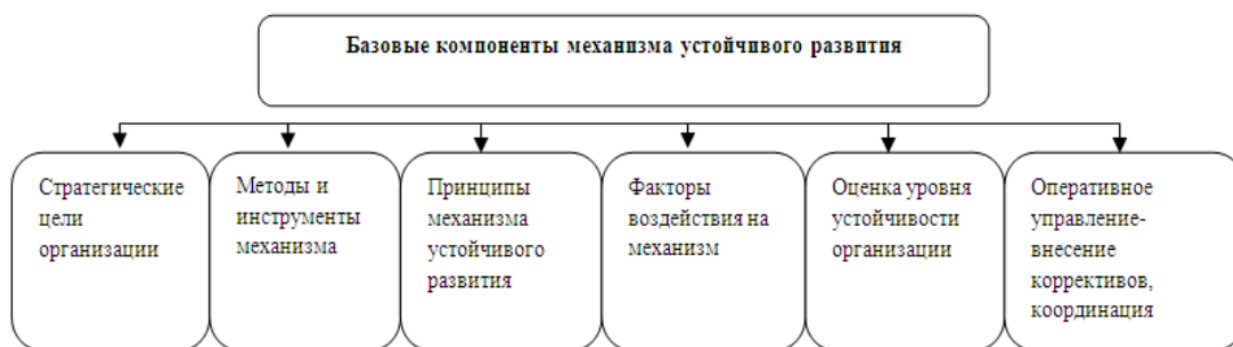 Базовые компоненты механизма устойчивого развития
Стратегические
цели
организации
Методы и
инструменты
механизма
Принципы
механизма
устойчивого
развития
Факторы
воздействия на
механизм
Оценка уровня
устойчивости
организации
Оперативное
управление-
внесение
коррективов,
координация